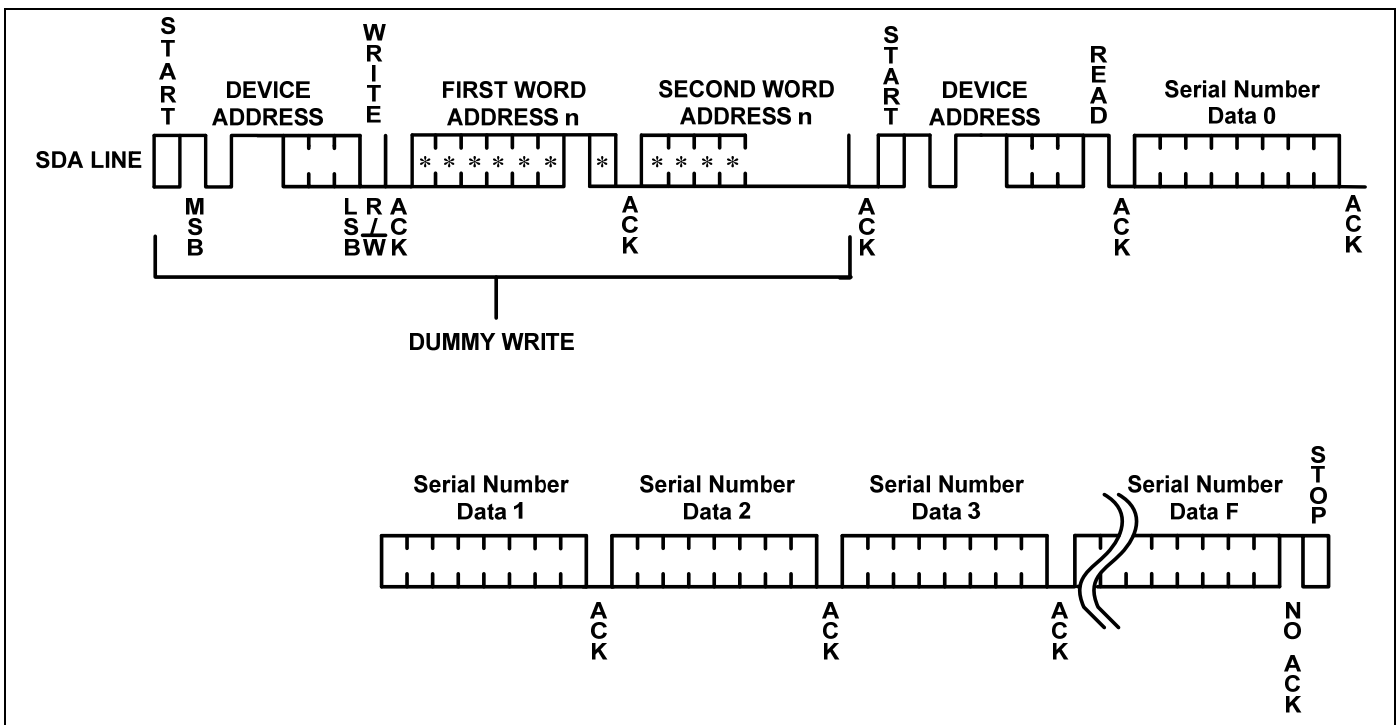 START
WRITE
START
READ
DEVICE ADDRESS
FIRST WORD ADDRESS n
SECOND WORD ADDRESS n
DEVICE ADDRESS
Serial Number Data 0
SDA LINE
* * * * * *
*
* * * *
MSB
LSB
R/W
ACK
ACK
ACK
ACK
ACK
DUMMY WRITE
Serial Number Data 1
Serial Number Data 2
Serial Number Data 3
Serial Number Data F
STOP
ACK
ACK
ACK
NO ACK